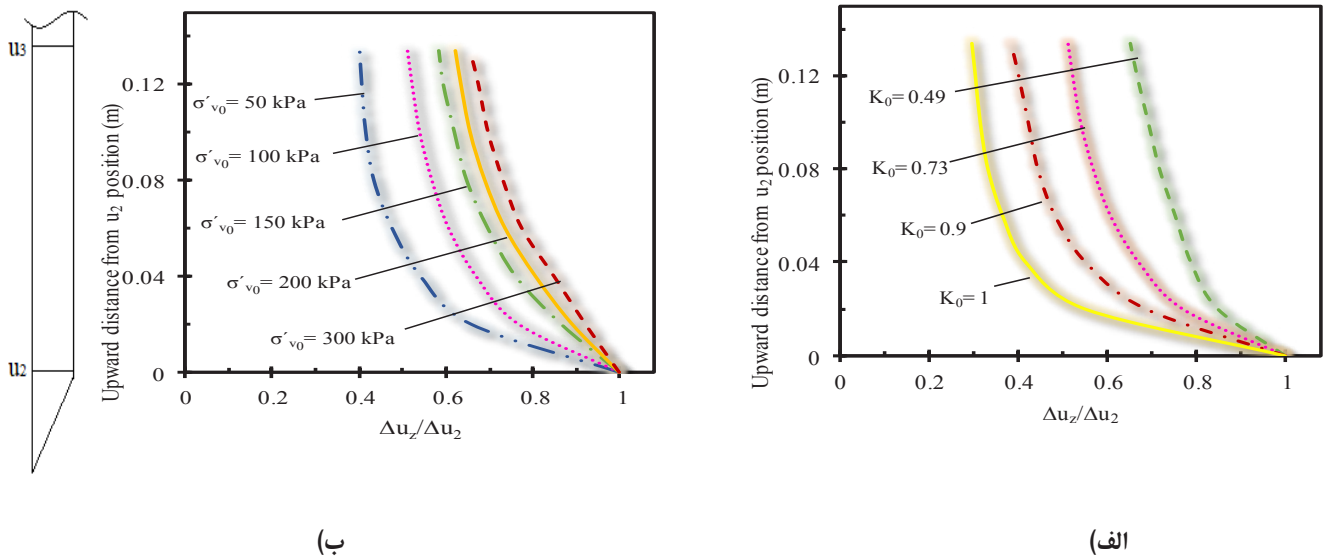 u3
u2
Upward distance from u2 position (m)
0.12
0.08
0.04
0
0
0.2
0.4
0.6
0.8
1
Δuz/Δu2
σ´v0= 50 kPa
σ´v0= 100 kPa
σ´v0= 150 kPa
σ´v0= 200 kPa
σ´v0= 300 kPa
ب)
Upward distance from u2 position (m)
0.12
0.08
0.04
0
0
0.2
0.4
0.6
0.8
1
Δuz/Δu2
K0= 0.49
K0= 0.73
K0= 0.9
K0= 1
الف)